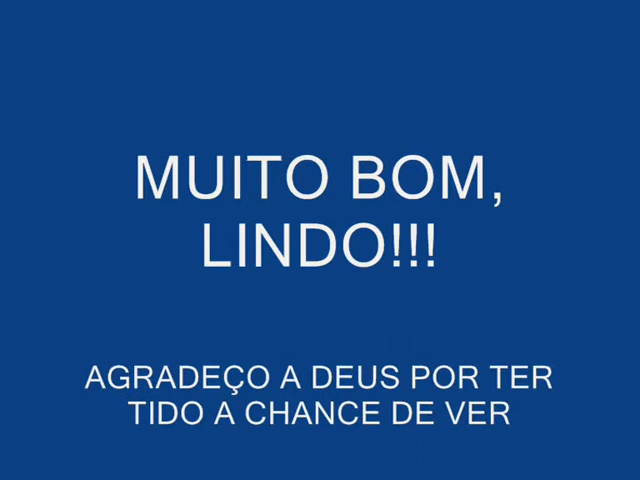 MUITO BOM,
LINDO!!!
AGRADEÇO A DEUS POR TER
TIDO A CHANCE DE VER